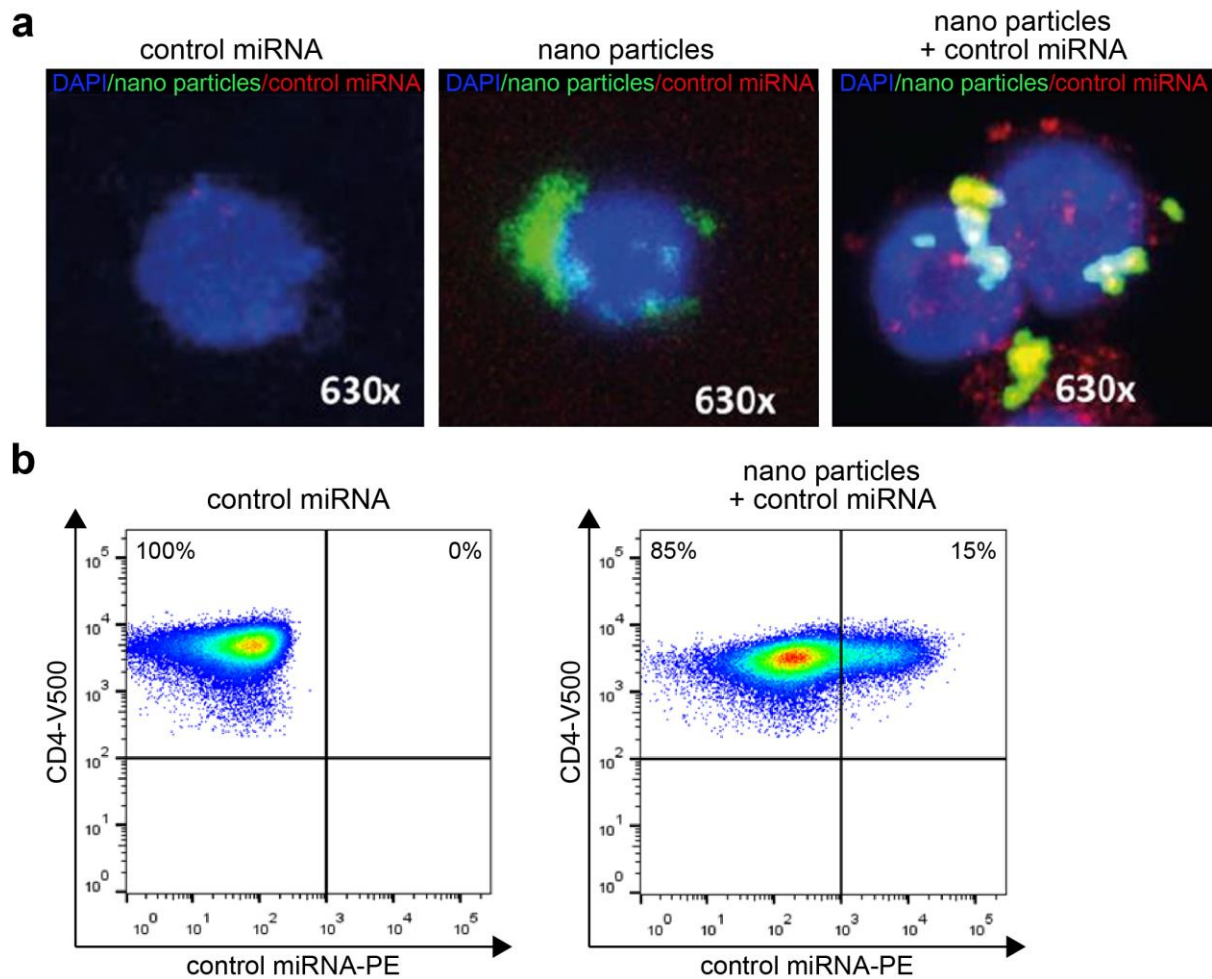 a
control miRNA
nano particles
nano particles
+ control miRNA
DAPI/nano particles/control miRNA
DAPI/nano particles/control miRNA
DAPI/nano particles/control miRNA
630x
630x
630x
b
control miRNA
nano particles
+ control miRNA
CD4-V500
10^5
10^4
10^3
10^2
10^1
10^0
100%
0%
10^0 10^1 10^2 10^3 10^4 10^5
control miRNA-PE
CD4-V500
10^5
10^4
10^3
10^2
10^1
10^0
85%
15%
10^0 10^1 10^2 10^3 10^4 10^5
control miRNA-PE